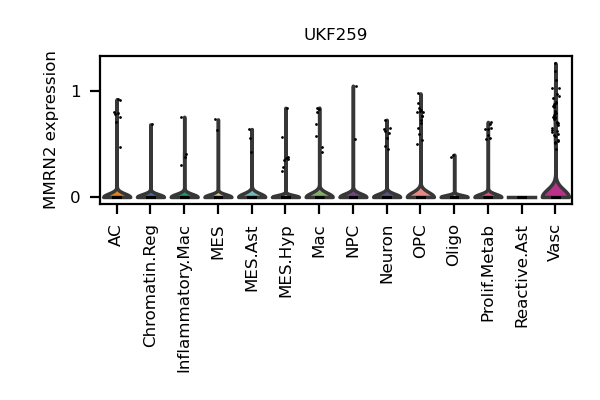 UKF259
MMRN2 expression
1
0
AC
Chromatin.Reg
Inflammatory.Mac
MES
MES.Ast
MES.Hyp
Mac
NPC
Neuron
OPC
Oligo
Prolif.Metab
Reactive.Ast
Vasc